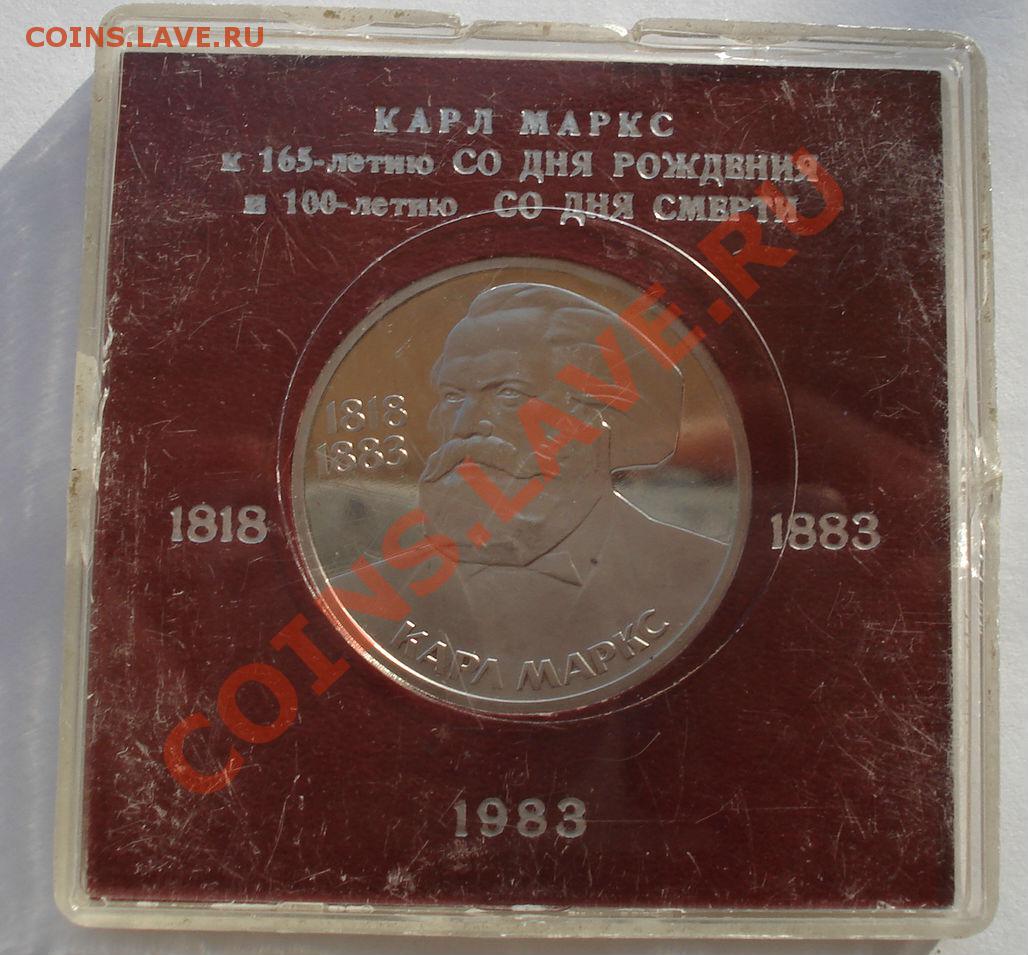 COINS.LAVE.RU
КАРЛ МАРКС
к 165-летию СО ДНЯ РОЖДЕНИЯ
и 100-летию СО ДНЯ СМЕРТИ
1818
1883
1818
1883
КАРЛ МАРКС
1983
COINS.LAVE.RU